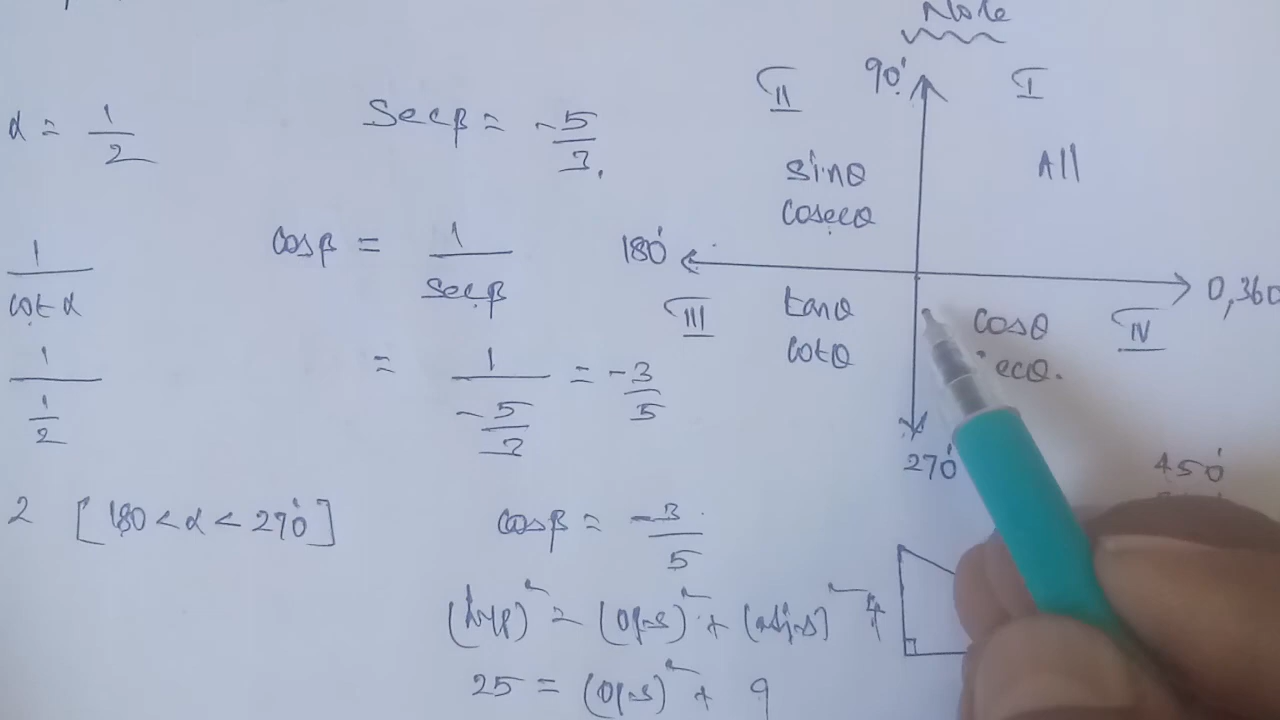 α = 1/2
1/cot α
1/(1/2)
2 [180 < α < 270°]
Secβ = -5/3.
cosβ = 1/secβ
= 1/(-5/3) = -3/5
cosβ = -3/5
(hyp)² = (opp.s)² + (adj.s)²
25 = (opp.s)² + 9
Note
90°
II
I
sinθ
cosecθ
All
180°
0, 360
III
tanθ
cotθ
cosθ
IV
ecθ.
270°
450°
4